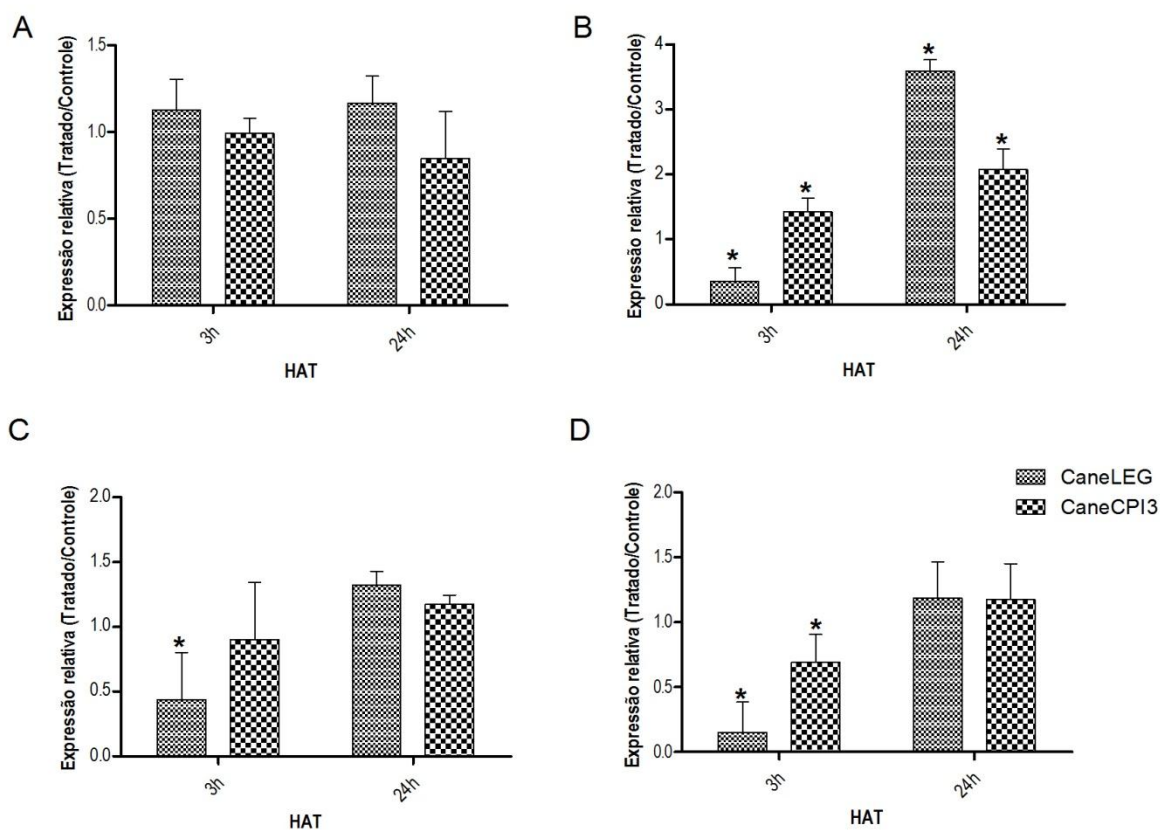 A
Expressão relativa (Tratado/Controle)
1.5
1.0
0.5
0.0
3h
24h
HAT
B
Expressão relativa (Tratado/Controle)
4
3
2
1
0
*
*
*
*
3h
24h
HAT
C
Expressão relativa (Tratado/Controle)
2.0
1.5
1.0
0.5
0.0
*
3h
24h
HAT
D
Expressão relativa (Tratado/Controle)
2.0
1.5
1.0
0.5
0.0
*
*
3h
24h
HAT
CaneLEG
CaneCPI3